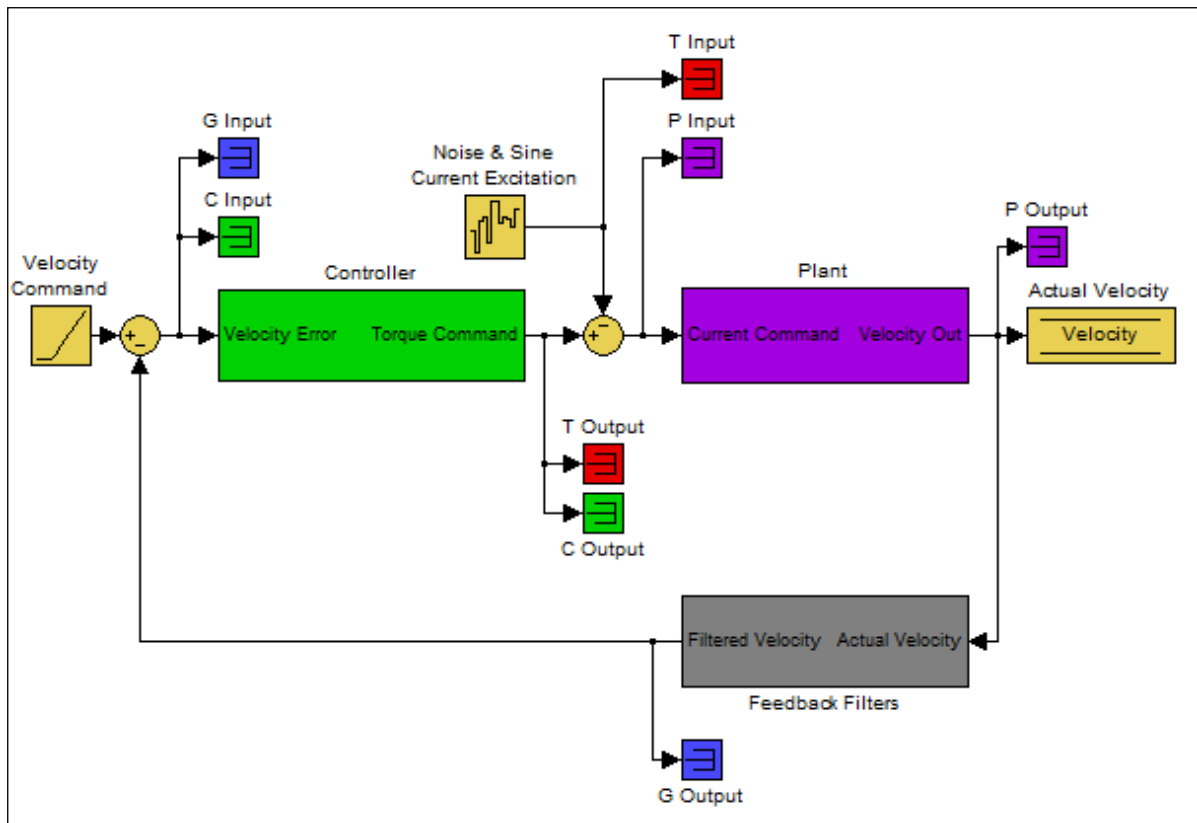 T Input
G Input
P Input
Noise & Sine
Current Excitation
C Input
P Output
Velocity
Command
Controller
Plant
Actual Velocity
Velocity Error
Torque Command
Current Command
Velocity Out
Velocity
T Output
C Output
Filtered Velocity
Actual Velocity
Feedback Filters
G Output